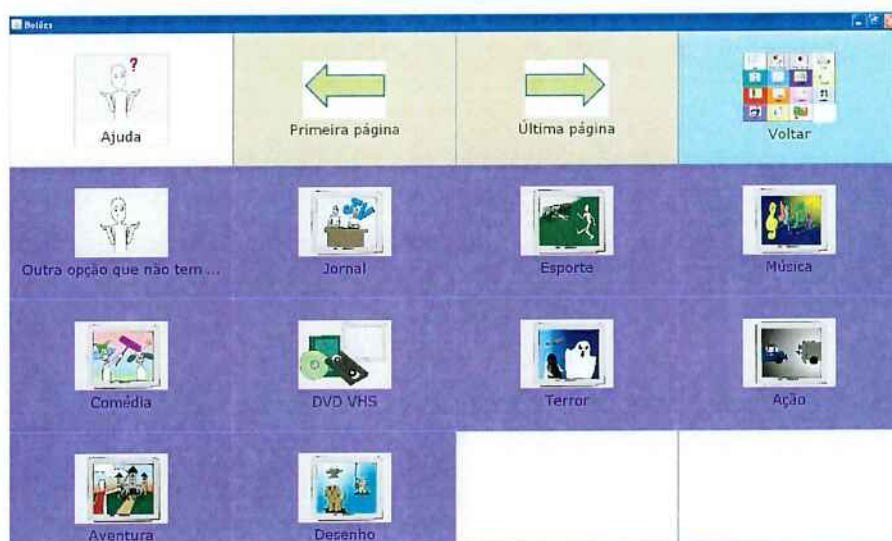 Botões
?
Ajuda
Primeira página
Última página
Voltar
Outra opção que não tem ...
Jornal
Esporte
Música
Comédia
DVD VHS
Terror
Ação
Aventura
Desenho